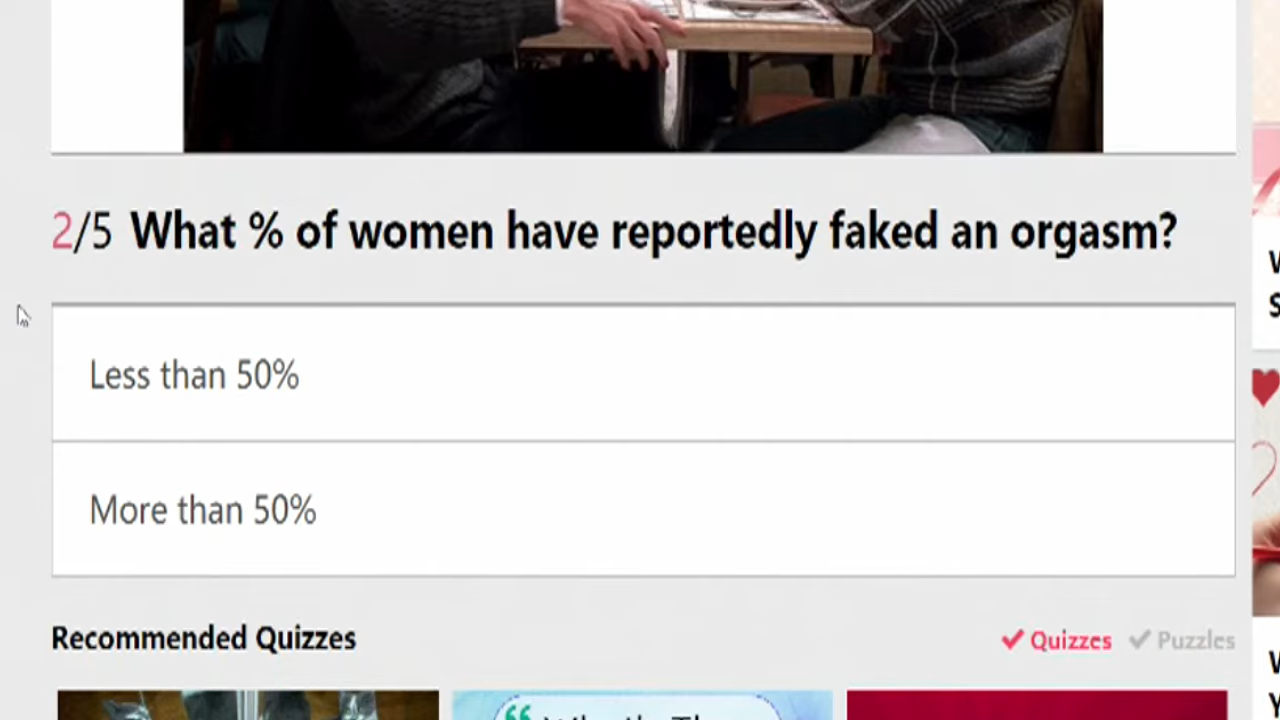 2/5 What % of women have reportedly faked an orgasm?
Less than 50%
More than 50%
Recommended Quizzes
Quizzes Puzzles